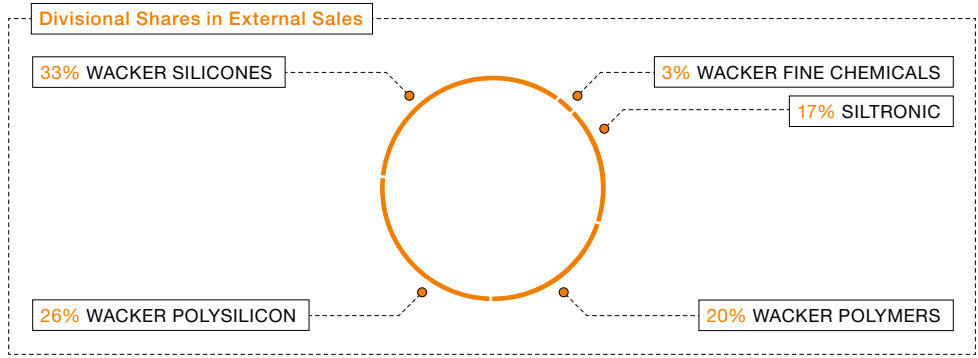 Divisional Shares in External Sales
33% WACKER SILICONES
3% WACKER FINE CHEMICALS
17% SILTRONIC
26% WACKER POLYSILICON
20% WACKER POLYMERS